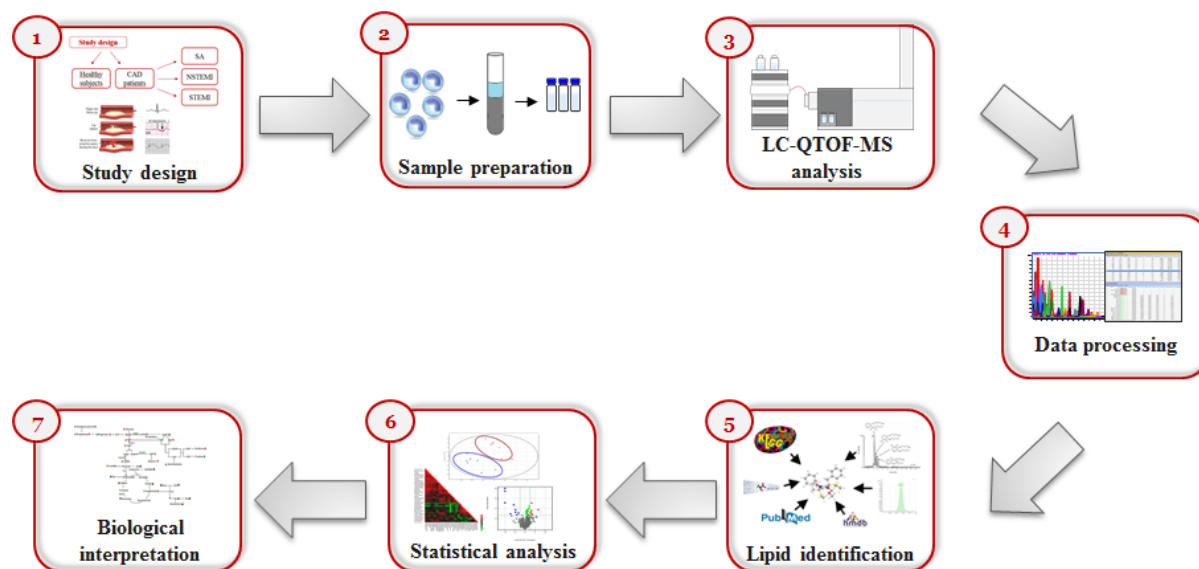 1
Study design
Healthy
subjects
CAD
patients
SA
NSTEMI
STEMI
Study design
2
Sample preparation
3
LC-QTOF-MS
analysis
4
Data processing
5
KEGG
PubMed
hmdb
Lipid identification
6
Statistical analysis
7
Biological
interpretation